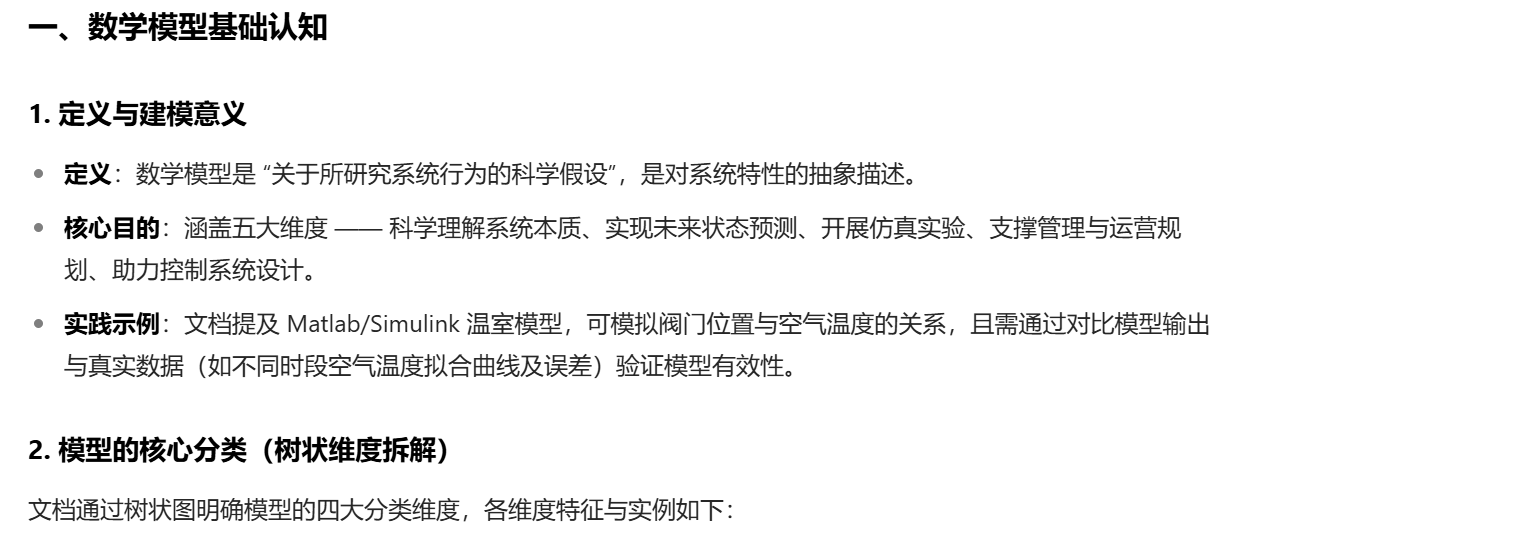 一、数学模型基础认知
1. 定义与建模意义
• 定义：数学模型是 “关于所研究系统行为的科学假设”，是对系统特性的抽象描述。
• 核心目的：涵盖五大维度 —— 科学理解系统本质、实现未来状态预测、开展仿真实验、支撑管理与运营规
划、助力控制系统设计。
• 实践示例：文档提及 Matlab/Simulink 温室模型，可模拟阀门位置与空气温度的关系，且需通过对比模型输出
与真实数据（如不同时段空气温度拟合曲线及误差）验证模型有效性。
2. 模型的核心分类（树状维度拆解）
文档通过树状图明确模型的四大分类维度，各维度特征与实例如下：